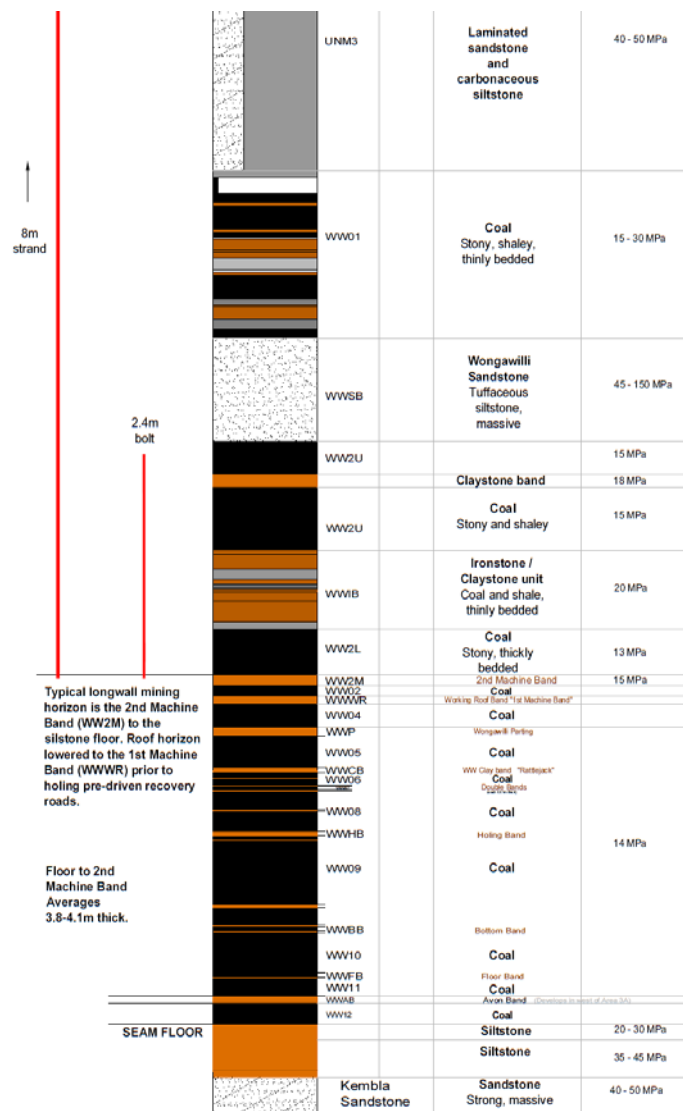 UNM3
Laminated
sandstone
and
carbonaceous
siltstone
40 - 50 MPa
8m
strand
WW01
Coal
Stony, shaley,
thinly bedded
15 - 30 MPa
WWSB
Wongawilli
Sandstone
Tuffaceous
siltstone,
massive
45 - 150 MPa
2.4m
bolt
WW2U
15 MPa
Claystone band
18 MPa
WW2U
Coal
Stony and shaley
15 MPa
WWIB
Ironstone /
Claystone unit
Coal and shale,
thinly bedded
20 MPa
WW2L
Coal
Stony, thickly
bedded
13 MPa
WW2M
2nd Machine Band
15 MPa
WW02
Coal
WWWR
Working Roof Band "1st Machine Band"
WW04
Coal
WWP
Wongawilli Parting
WW05
Coal
WWCB
WW Clay band "Rattlejack"
WW06
Coal
Double Bands
WW08
Coal
WWHB
Holing Band
14 MPa
WW09
Coal
WWBB
Bottom Band
WW10
Coal
WWFB
Floor Band
WW11
Coal
WWAB
Avon Band (Develops in west of Area 3A)
WW12
Coal
Typical longwall mining
horizon is the 2nd Machine
Band (WW2M) to the
silstone floor. Roof horizon
lowered to the 1st Machine
Band (WWWR) prior to
holing pre-driven recovery
roads.
Floor to 2nd
Machine Band
Averages
3.8-4.1m thick.
SEAM FLOOR
Siltstone
20 - 30 MPa
Siltstone
35 - 45 MPa
Kembla
Sandstone
Sandstone
Strong, massive
40 - 50 MPa